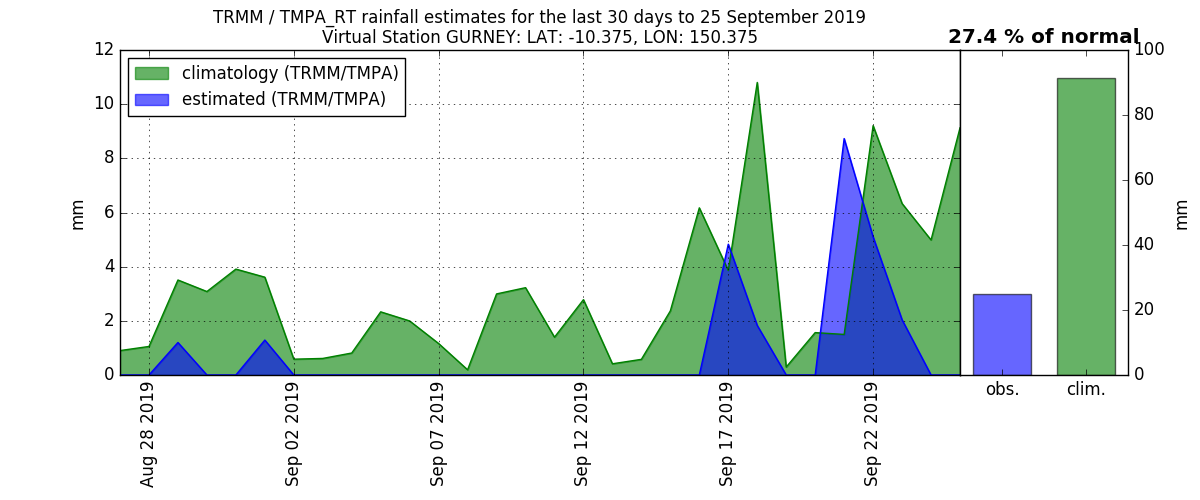 TRMM / TMPA_RT rainfall estimates for the last 30 days to 25 September 2019
Virtual Station GURNEY: LAT: -10.375, LON: 150.375
27.4 % of normal
climatology (TRMM/TMPA)
estimated (TRMM/TMPA)
12
10
8
6
4
2
0
mm
Aug 28 2019
Sep 02 2019
Sep 07 2019
Sep 12 2019
Sep 17 2019
Sep 22 2019
obs.
clim.
100
80
60
40
20
0
mm